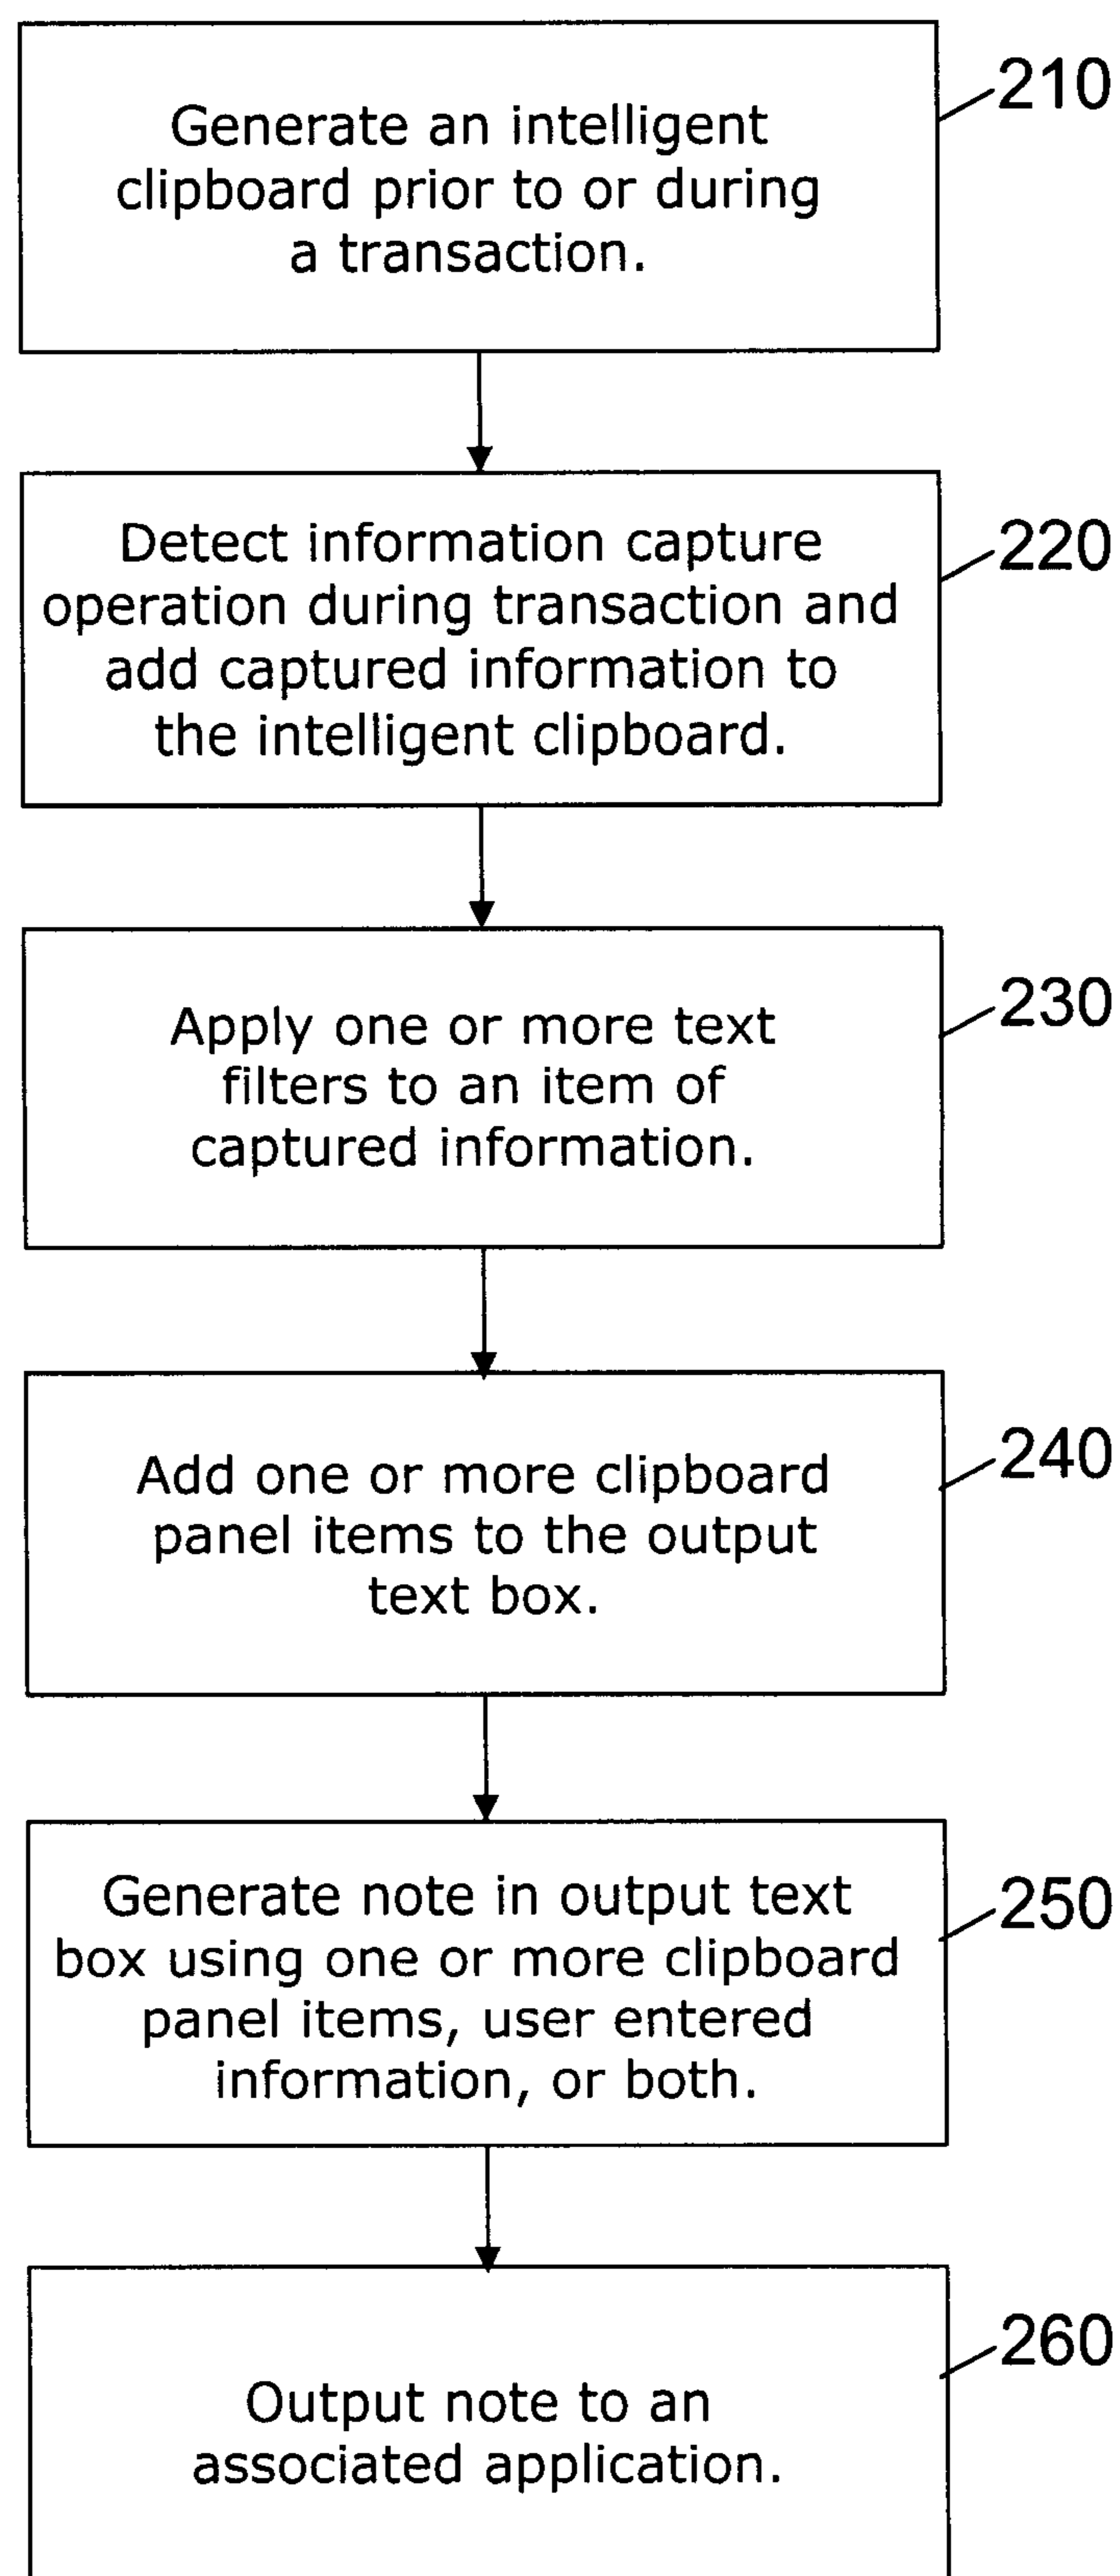 210
Generate an intelligent
clipboard prior to or during
a transaction.
220
Detect information capture
operation during transaction and
add captured information to
the intelligent clipboard.
230
Apply one or more text
filters to an item of
captured information.
240
Add one or more clipboard
panel items to the output
text box.
250
Generate note in output text
box using one or more clipboard
panel items, user entered
information, or both.
260
Output note to an
associated application.